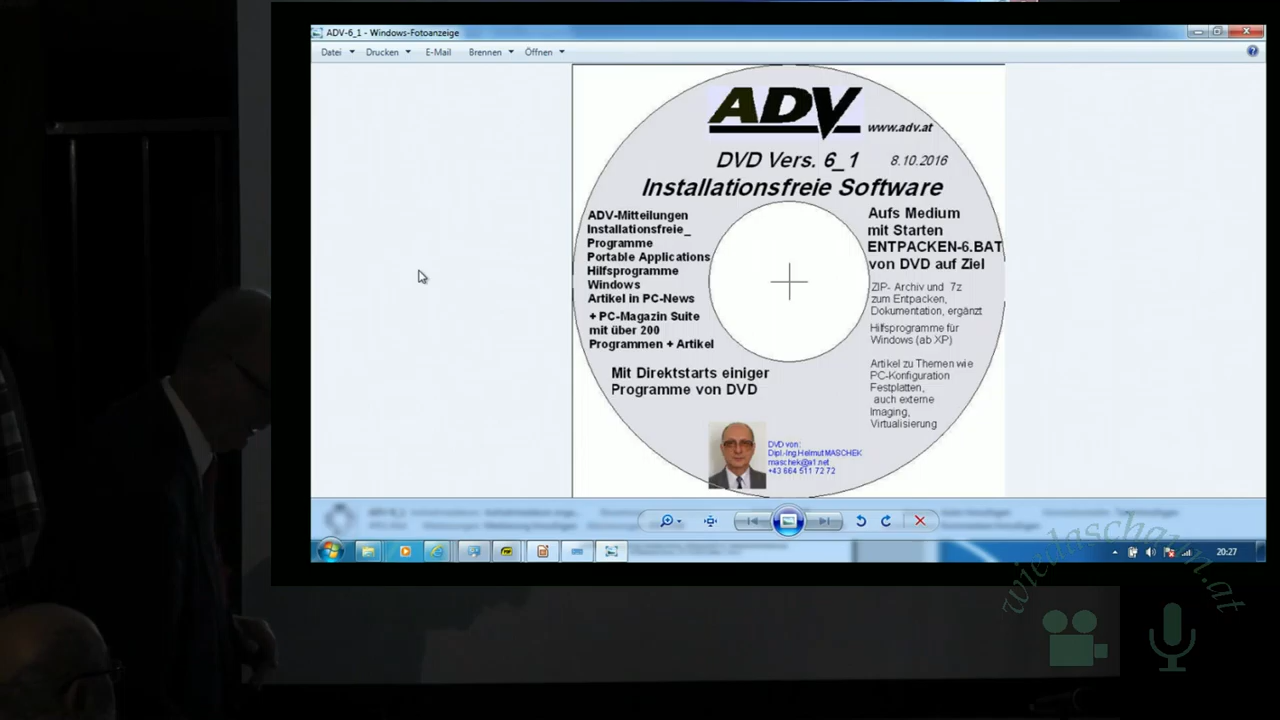 ADV-6_1 - Windows-Fotoanzeige
Datei Drucken E-Mail Brennen Öffnen
ADV
www.adv.at
DVD Vers. 6_1 8.10.2016
Installationsfreie Software
ADV-Mitteilungen
Installationsfreie_
Programme
Portable Applications
Hilfsprogramme
Windows
Artikel in PC-News
+ PC-Magazin Suite
mit über 200
Programmen + Artikel
Mit Direktstarts einiger
Programme von DVD
Aufs Medium
mit Starten
ENTPACKEN-6.BAT
von DVD auf Ziel
ZIP- Archiv und 7z
zum Entpacken,
Dokumentation, ergänzt
Hilfsprogramme für
Windows (ab XP)
Artikel zu Themen wie
PC-Konfiguration
Festplatten,
auch externe
Imaging,
Virtualisierung
DVD von:
Dipl.-Ing Helmut MASCHEK
maschek@a1.net
+43 664 511 72 72
20:27
wiedaschaun.at